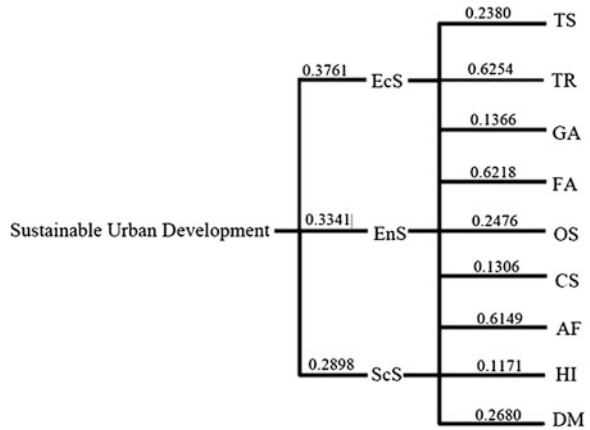 0.2380 TS
0.3761 EcS 0.6254 TR
0.1366 GA
0.6218 FA
Sustainable Urban Development 0.3341 EnS 0.2476 OS
0.1306 CS
0.6149 AF
0.2898 ScS 0.1171 HI
0.2680 DM